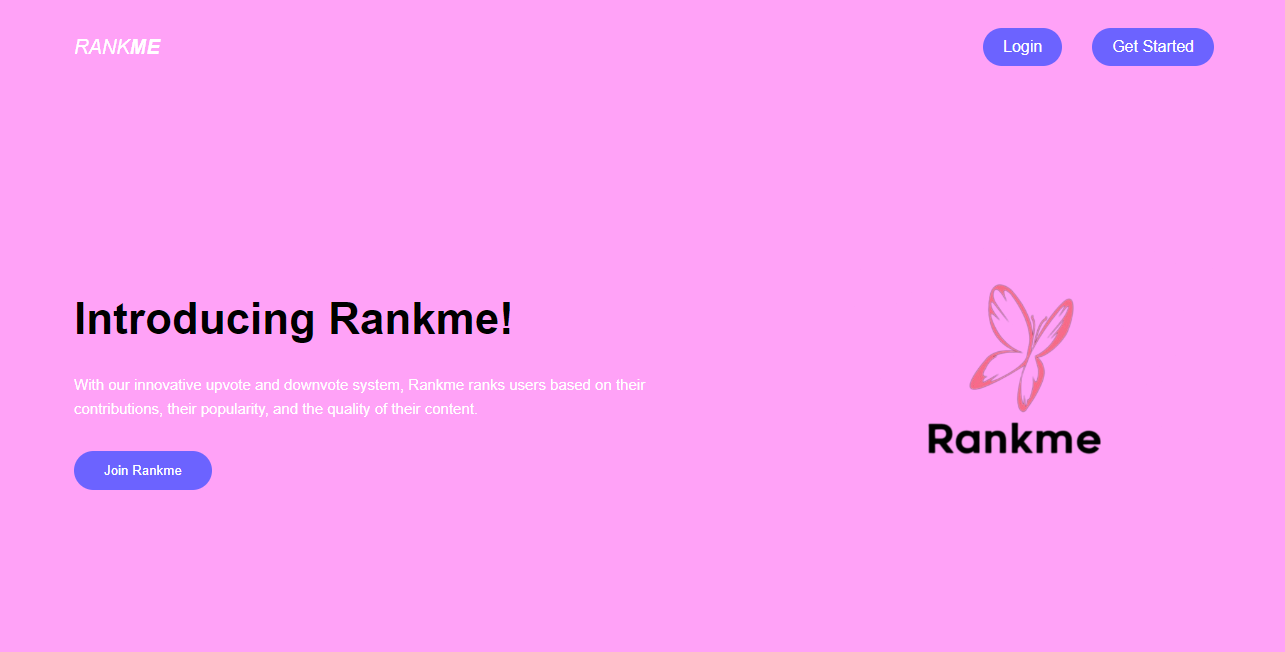 RANKME
Login
Get Started
Introducing Rankme!
With our innovative upvote and downvote system, Rankme ranks users based on their
contributions, their popularity, and the quality of their content.
Join Rankme
Rankme